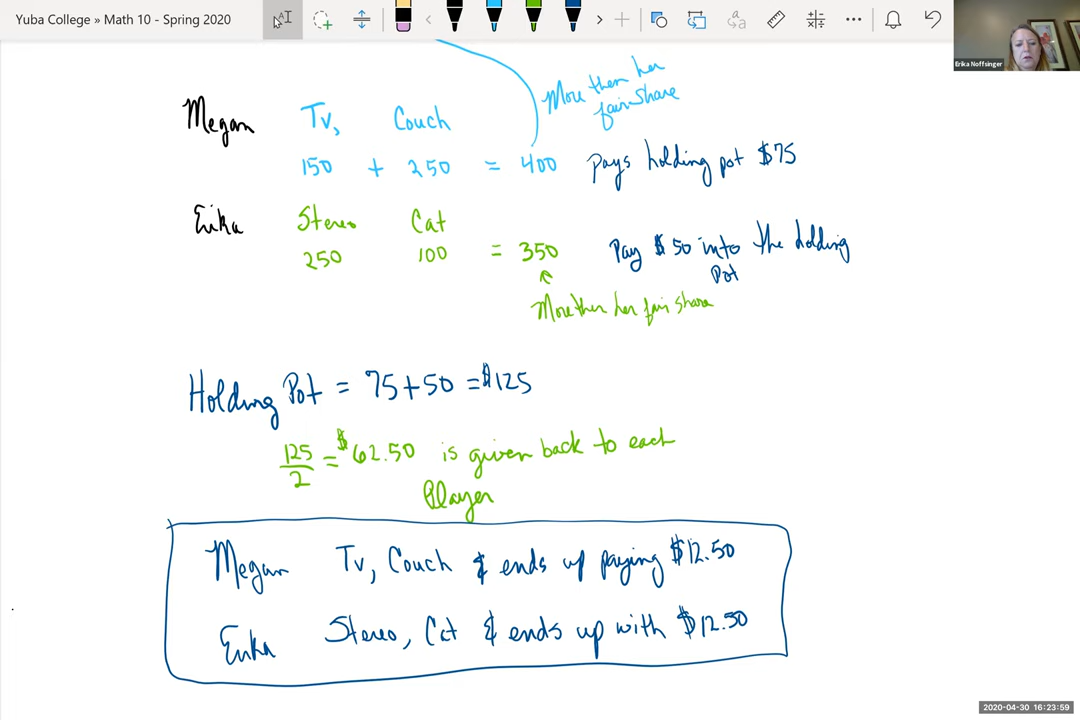 Yuba College » Math 10 - Spring 2020
Erika Noffsinger
More then her
fair share
Megan Tv, Couch
150 + 250 = 400 Pays holding pot $75
Erika Stereo Cat
250 100 = 350 Pay $50 into the holding
Pot
More then her fair share
Holding Pot = 75+50 = $125
125/2 = $62.50 is given back to each
Player
Megan Tv, Couch & ends up paying $12.50
Erika Stereo, Cat & ends up with $12.50
2020-04-30 16:23:59